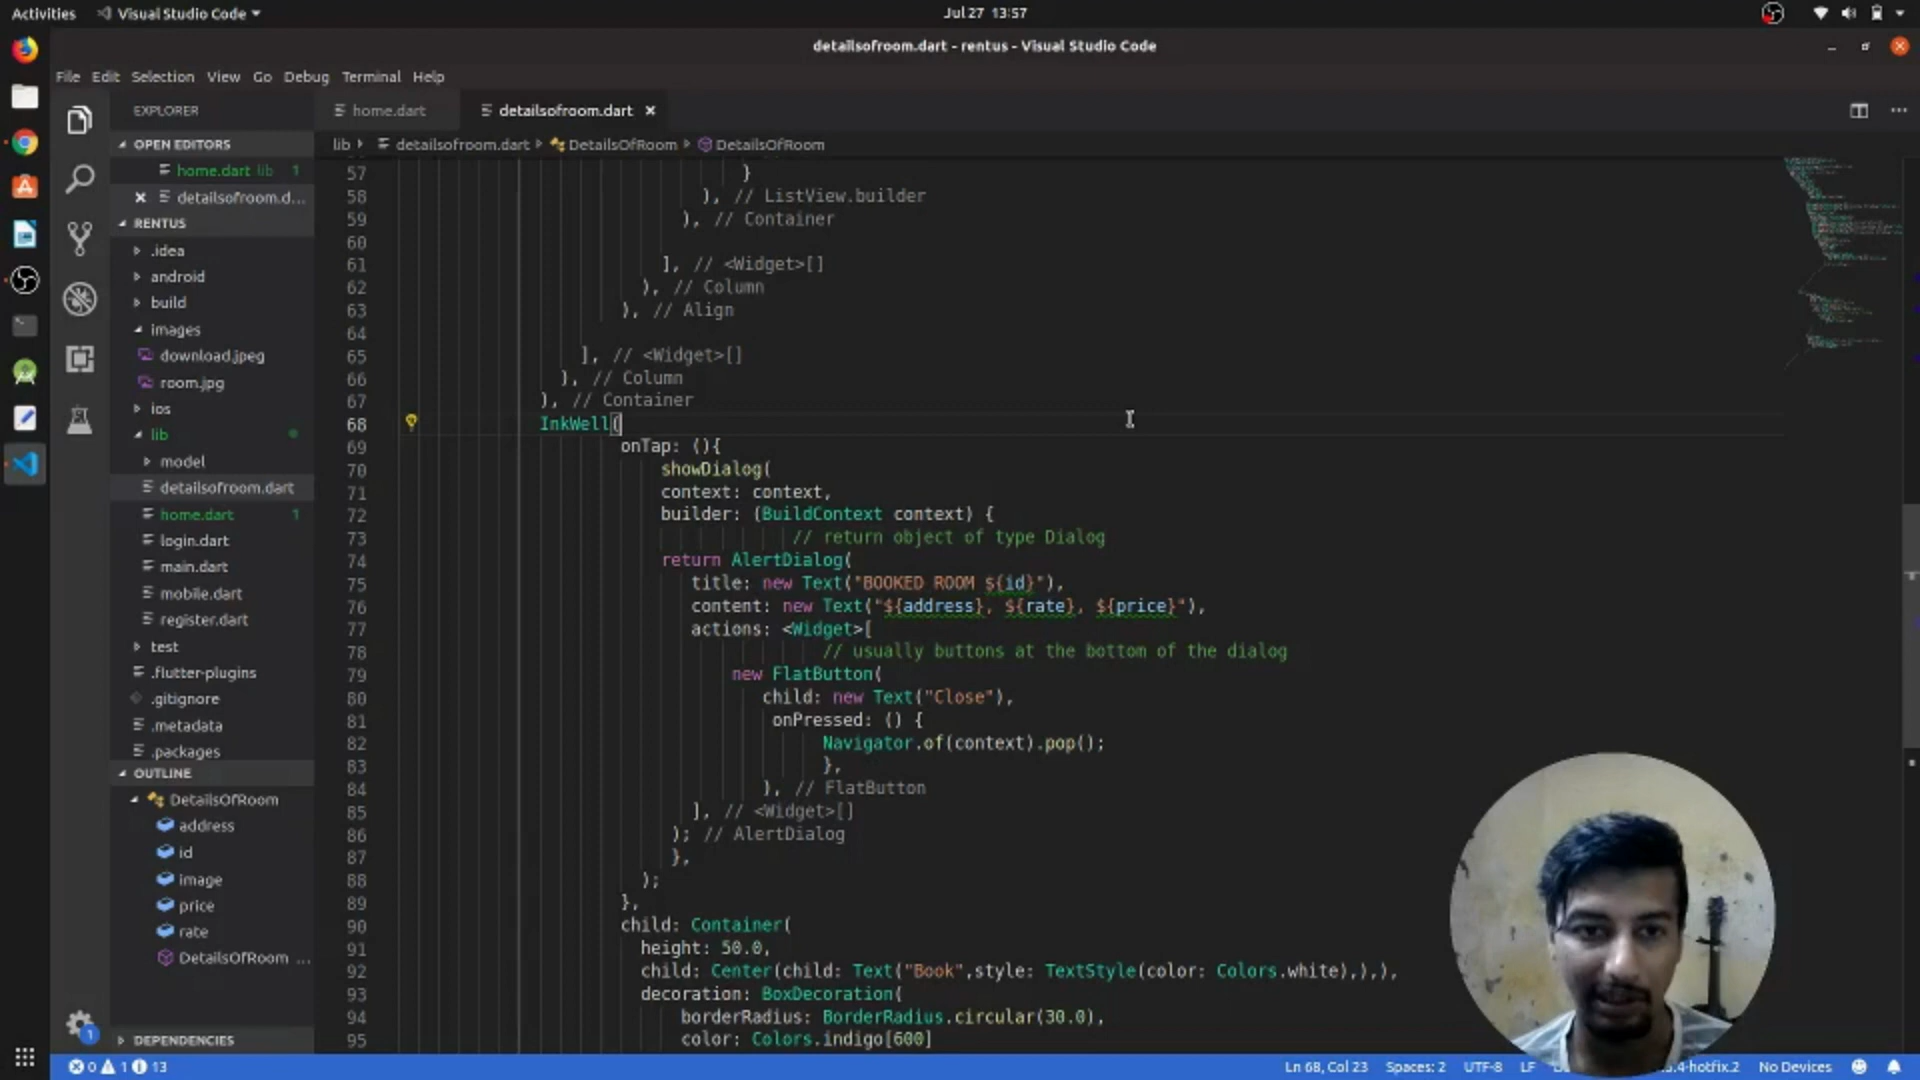 Activities
Visual Studio Code
Jul 27 13:57
detailsofroom.dart - rentus - Visual Studio Code
File Edit Selection View Go Debug Terminal Help
EXPLORER
OPEN EDITORS
home.dart lib 1
detailsofroom.d...
RENTUS
.idea
android
build
images
download.jpeg
room.jpg
ios
lib
model
detailsofroom.dart
home.dart 1
login.dart
main.dart
mobile.dart
register.dart
test
.flutter-plugins
.gitignore
.metadata
.packages
OUTLINE
DetailsOfRoom
address
id
image
price
rate
DetailsOfRoom ...
DEPENDENCIES
home.dart
detailsofroom.dart
lib detailsofroom.dart DetailsOfRoom DetailsOfRoom
57 }
58 ), // ListView.builder
59 ), // Container
60
61 ], // <Widget>[]
62 ), // Column
63 ), // Align
64
65 ], // <Widget>[]
66 ), // Column
67 ), // Container
68 InkWell(
69 onTap: (){
70 showDialog(
71 context: context,
72 builder: (BuildContext context) {
73 // return object of type Dialog
74 return AlertDialog(
75 title: new Text("BOOKED ROOM ${id}"),
76 content: new Text("${address}, ${rate}, ${price}"),
77 actions: <Widget>[
78 // usually buttons at the bottom of the dialog
79 new FlatButton(
80 child: new Text("Close"),
81 onPressed: () {
82 Navigator.of(context).pop();
83 },
84 ), // FlatButton
85 ], // <Widget>[]
86 ); // AlertDialog
87 },
88 );
89 },
90 child: Container(
91 height: 50.0,
92 child: Center(child: Text("Book",style: TextStyle(color: Colors.white),),),
93 decoration: BoxDecoration(
94 borderRadius: BorderRadius.circular(30.0),
95 color: Colors.indigo[600]
1
0 1 13
Ln 68, Col 23 Spaces: 2 UTF-8 LF
.4-hotfix.2 No Devices